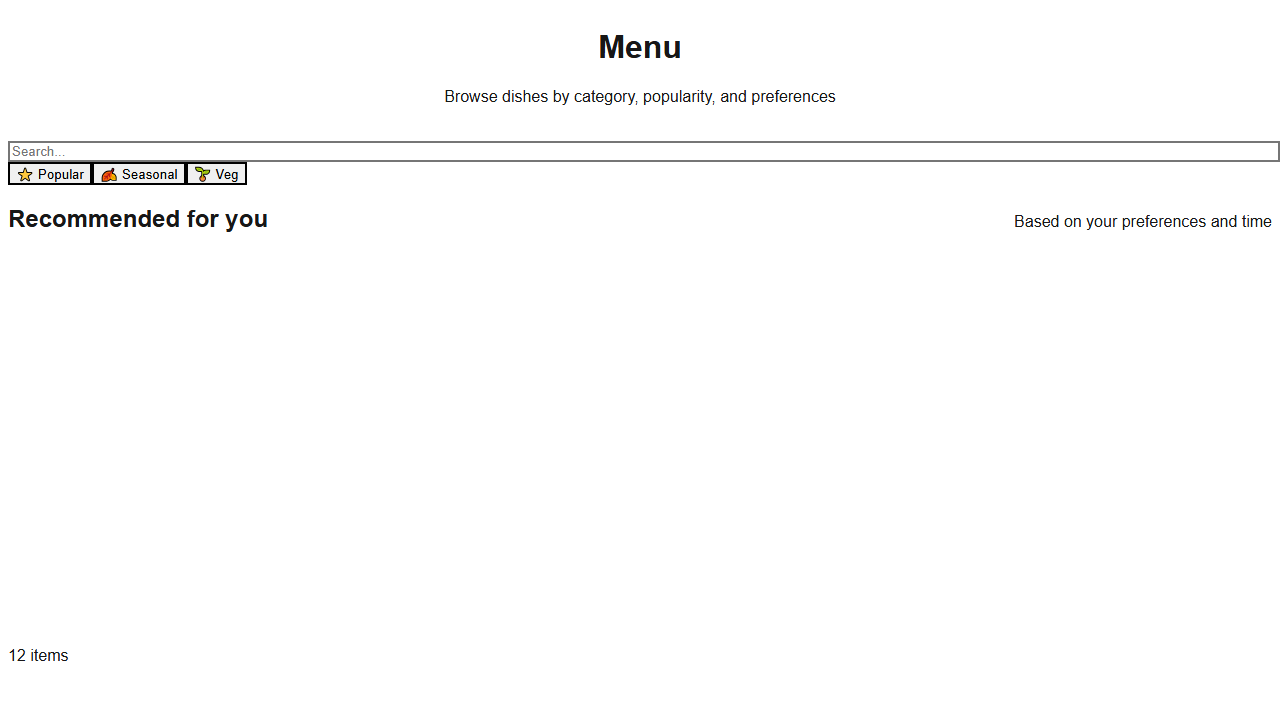 Menu
Browse dishes by category, popularity, and preferences
Search...
⭐ Popular 🍂 Seasonal 🌱 Veg
Recommended for you
Based on your preferences and time
12 items